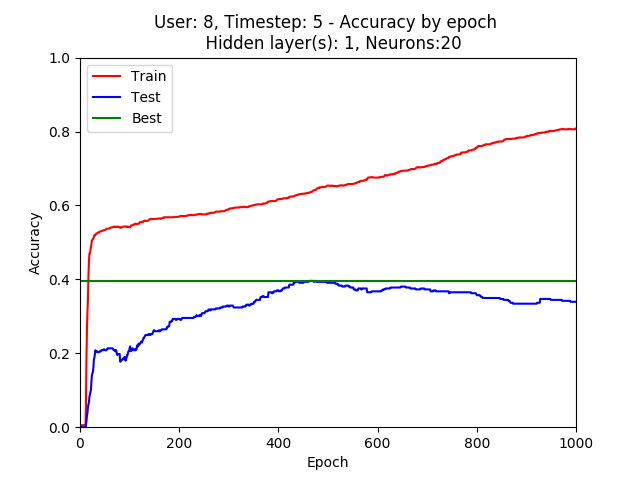 User: 8, Timestep: 5 - Accuracy by epoch
Hidden layer(s): 1, Neurons:20
1.0
0.8
0.6
0.4
0.2
0.0
Accuracy
Train
Test
Best
0
200
400
600
800
1000
Epoch